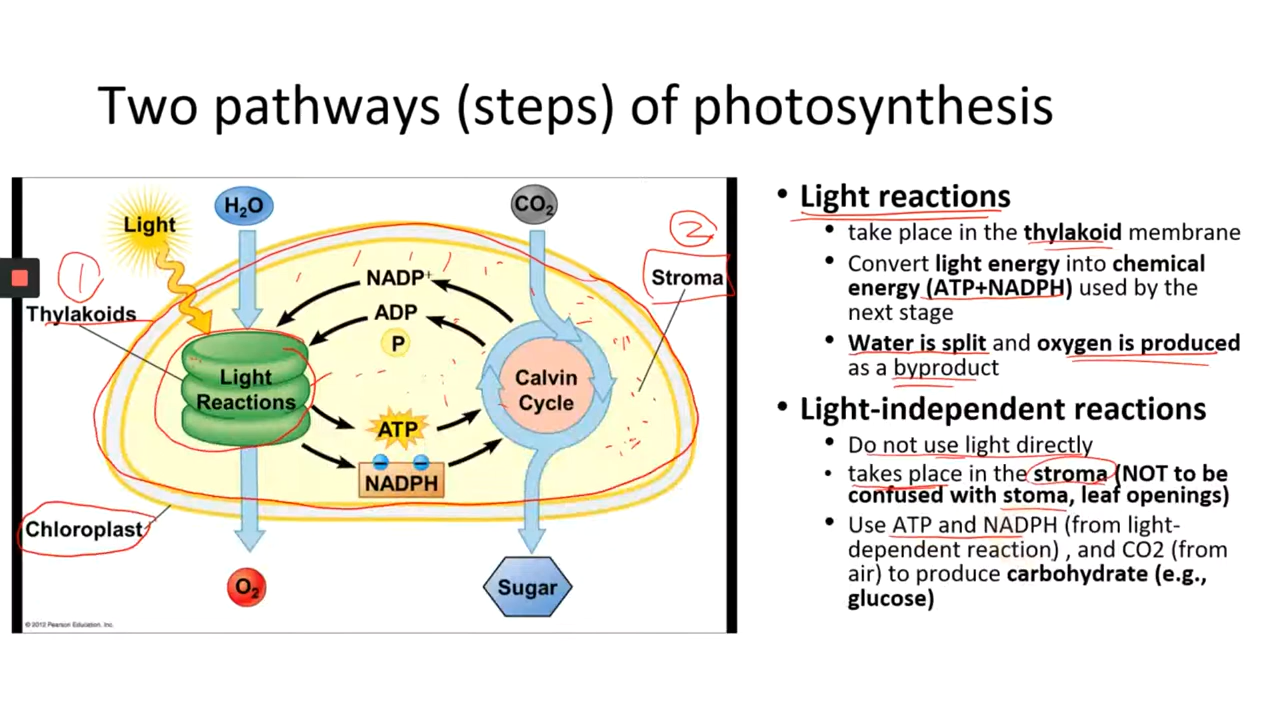 Two pathways (steps) of photosynthesis
Light
H₂O
CO₂
1
2
Thylakoids
Stroma
NADP⁺
ADP
P
Light
Reactions
Calvin
Cycle
ATP
NADPH
Chloroplast
O₂
Sugar
© 2012 Pearson Education, Inc.
• Light reactions
• take place in the thylakoid membrane
• Convert light energy into chemical
energy (ATP+NADPH) used by the
next stage
• Water is split and oxygen is produced
as a byproduct
• Light-independent reactions
• Do not use light directly
• takes place in the stroma (NOT to be
confused with stoma, leaf openings)
• Use ATP and NADPH (from light-
dependent reaction) , and CO2 (from
air) to produce carbohydrate (e.g.,
glucose)